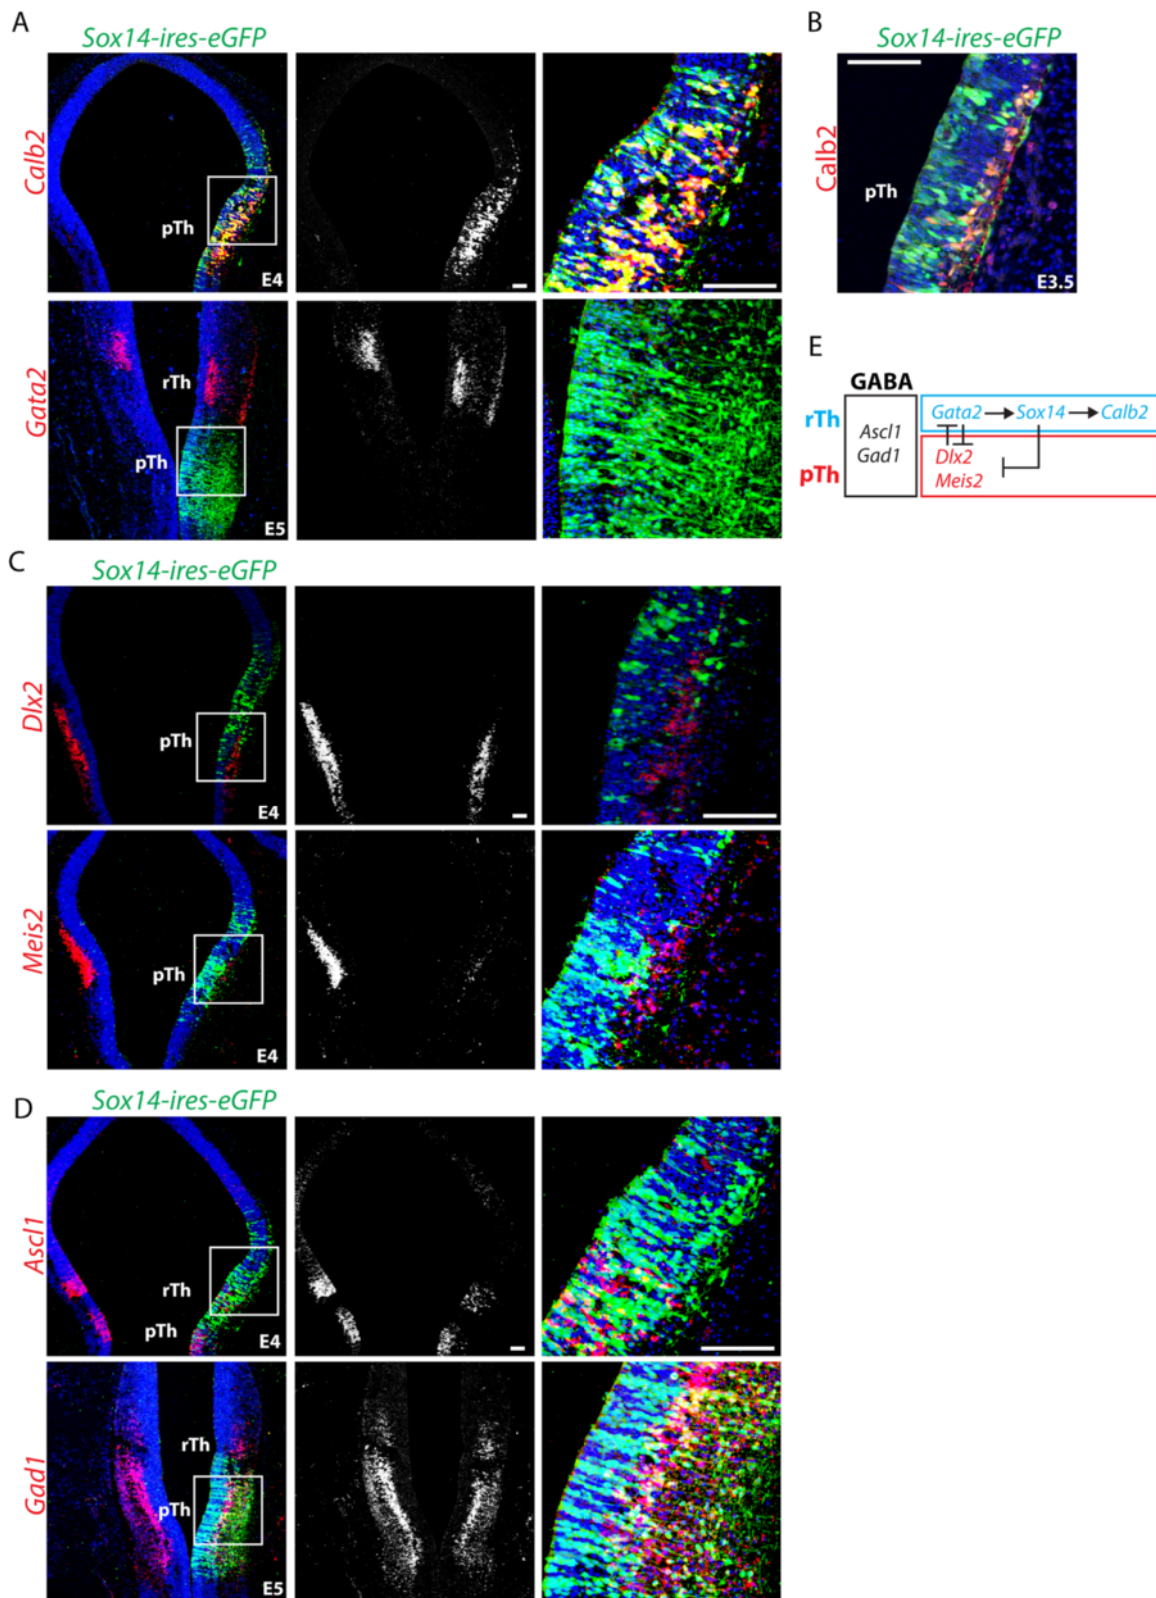 A
Sox14-ires-eGFP
Calb2
pTh
E4
Gata2
rTh
pTh
E5
B
Sox14-ires-eGFP
Calb2
pTh
E3.5
E
GABA
rTh
Ascl1
Gad1
Gata2 Sox14 Calb2
pTh
Dlx2
Meis2
C
Sox14-ires-eGFP
Dlx2
pTh
E4
Meis2
pTh
E4
D
Sox14-ires-eGFP
Ascl1
rTh
pTh
E4
Gad1
rTh
pTh
E5